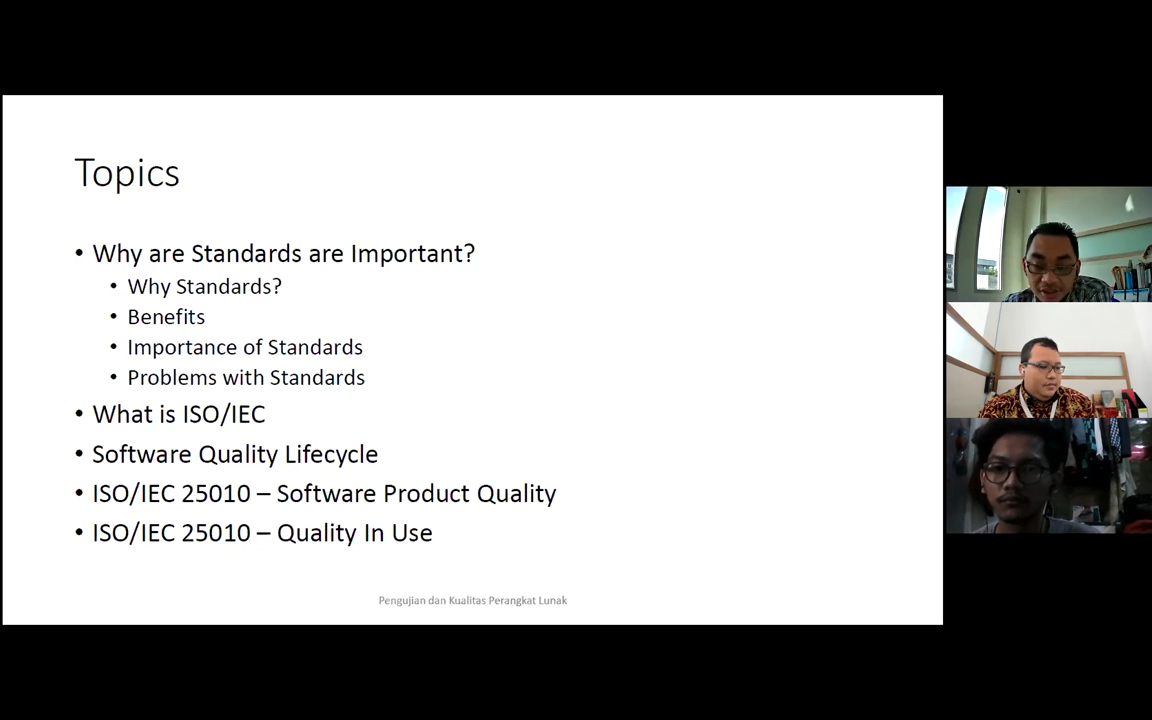 Topics
• Why are Standards are Important?
• Why Standards?
• Benefits
• Importance of Standards
• Problems with Standards
• What is ISO/IEC
• Software Quality Lifecycle
• ISO/IEC 25010 – Software Product Quality
• ISO/IEC 25010 – Quality In Use
Pengujian dan Kualitas Perangkat Lunak